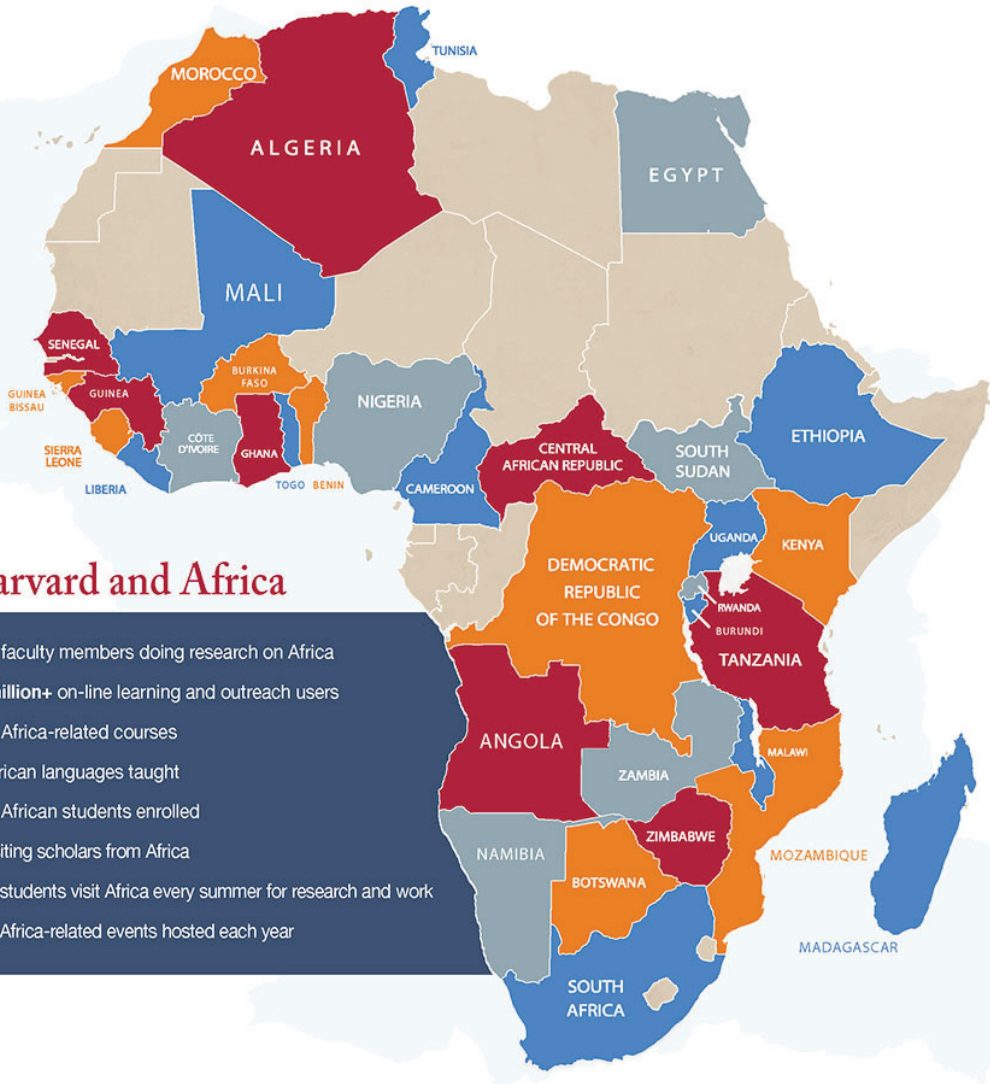 TUNISIA
MOROCCO
ALGERIA
EGYPT
MALI
SENEGAL
BURKINA
FASO
GUINEA
BISSAU
GUINEA
NIGERIA
CÔTE
D'IVOIRE
GHANA
CENTRAL
AFRICAN REPUBLIC
SOUTH
SUDAN
ETHIOPIA
SIERRA
LEONE
LIBERIA
TOGO
BENIN
CAMEROON
UGANDA
KENYA
DEMOCRATIC
REPUBLIC
OF THE CONGO
RWANDA
BURUNDI
TANZANIA
arvard and Africa
faculty members doing research on Africa
illion+ on-line learning and outreach users
Africa-related courses
rican languages taught
African students enrolled
iting scholars from Africa
students visit Africa every summer for research and work
Africa-related events hosted each year
ANGOLA
ZAMBIA
MALAWI
ZIMBABWE
NAMIBIA
BOTSWANA
MOZAMBIQUE
MADAGASCAR
SOUTH
AFRICA